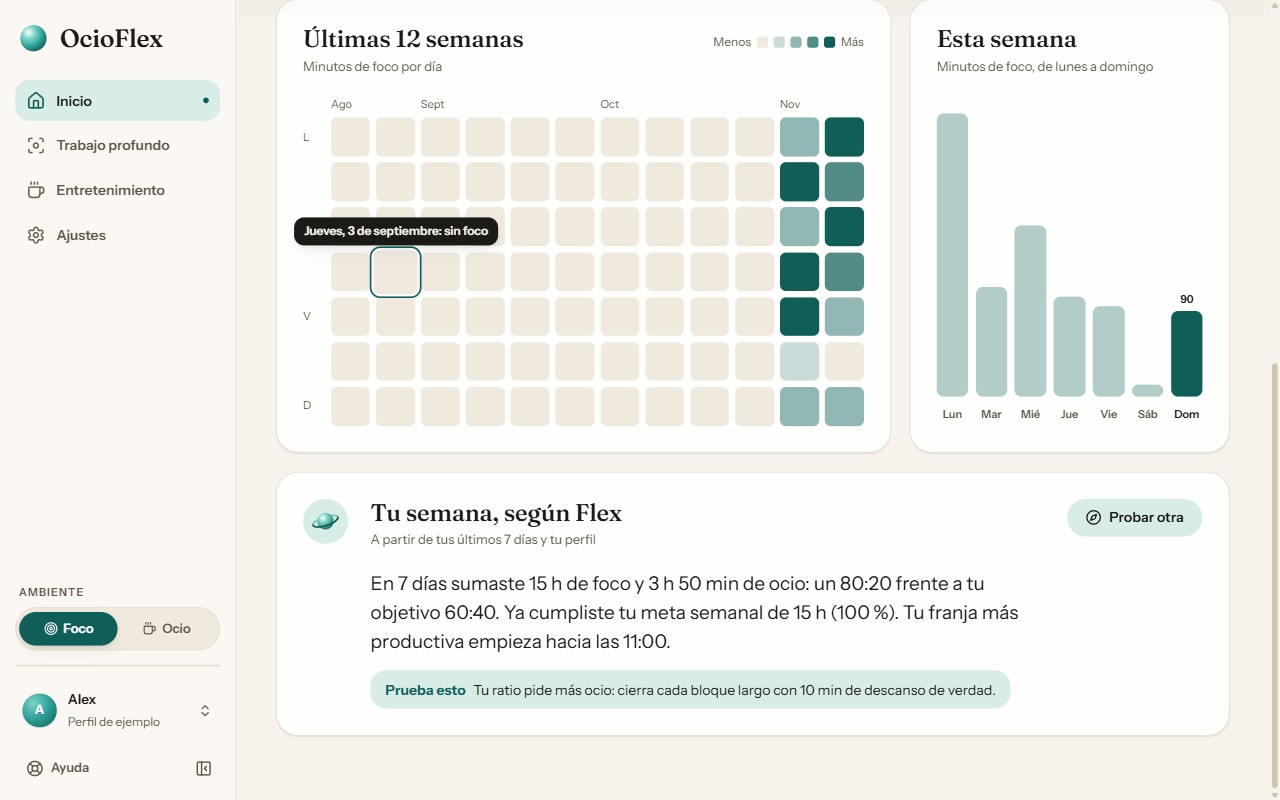 OcioFlex
Inicio
Trabajo profundo
Entretenimiento
Ajustes
AMBIENTE
Foco
Ocio
A
Alex
Perfil de ejemplo
Ayuda
Últimas 12 semanas
Minutos de foco por día
Menos
Más
Ago
Sept
Oct
Nov
L
Jueves, 3 de septiembre: sin foco
V
D
Esta semana
Minutos de foco, de lunes a domingo
90
Lun
Mar
Mié
Jue
Vie
Sáb
Dom
Tu semana, según Flex
A partir de tus últimos 7 días y tu perfil
Probar otra
En 7 días sumaste 15 h de foco y 3 h 50 min de ocio: un 80:20 frente a tu
objetivo 60:40. Ya cumpliste tu meta semanal de 15 h (100 %). Tu franja más
productiva empieza hacia las 11:00.
Prueba esto Tu ratio pide más ocio: cierra cada bloque largo con 10 min de descanso de verdad.